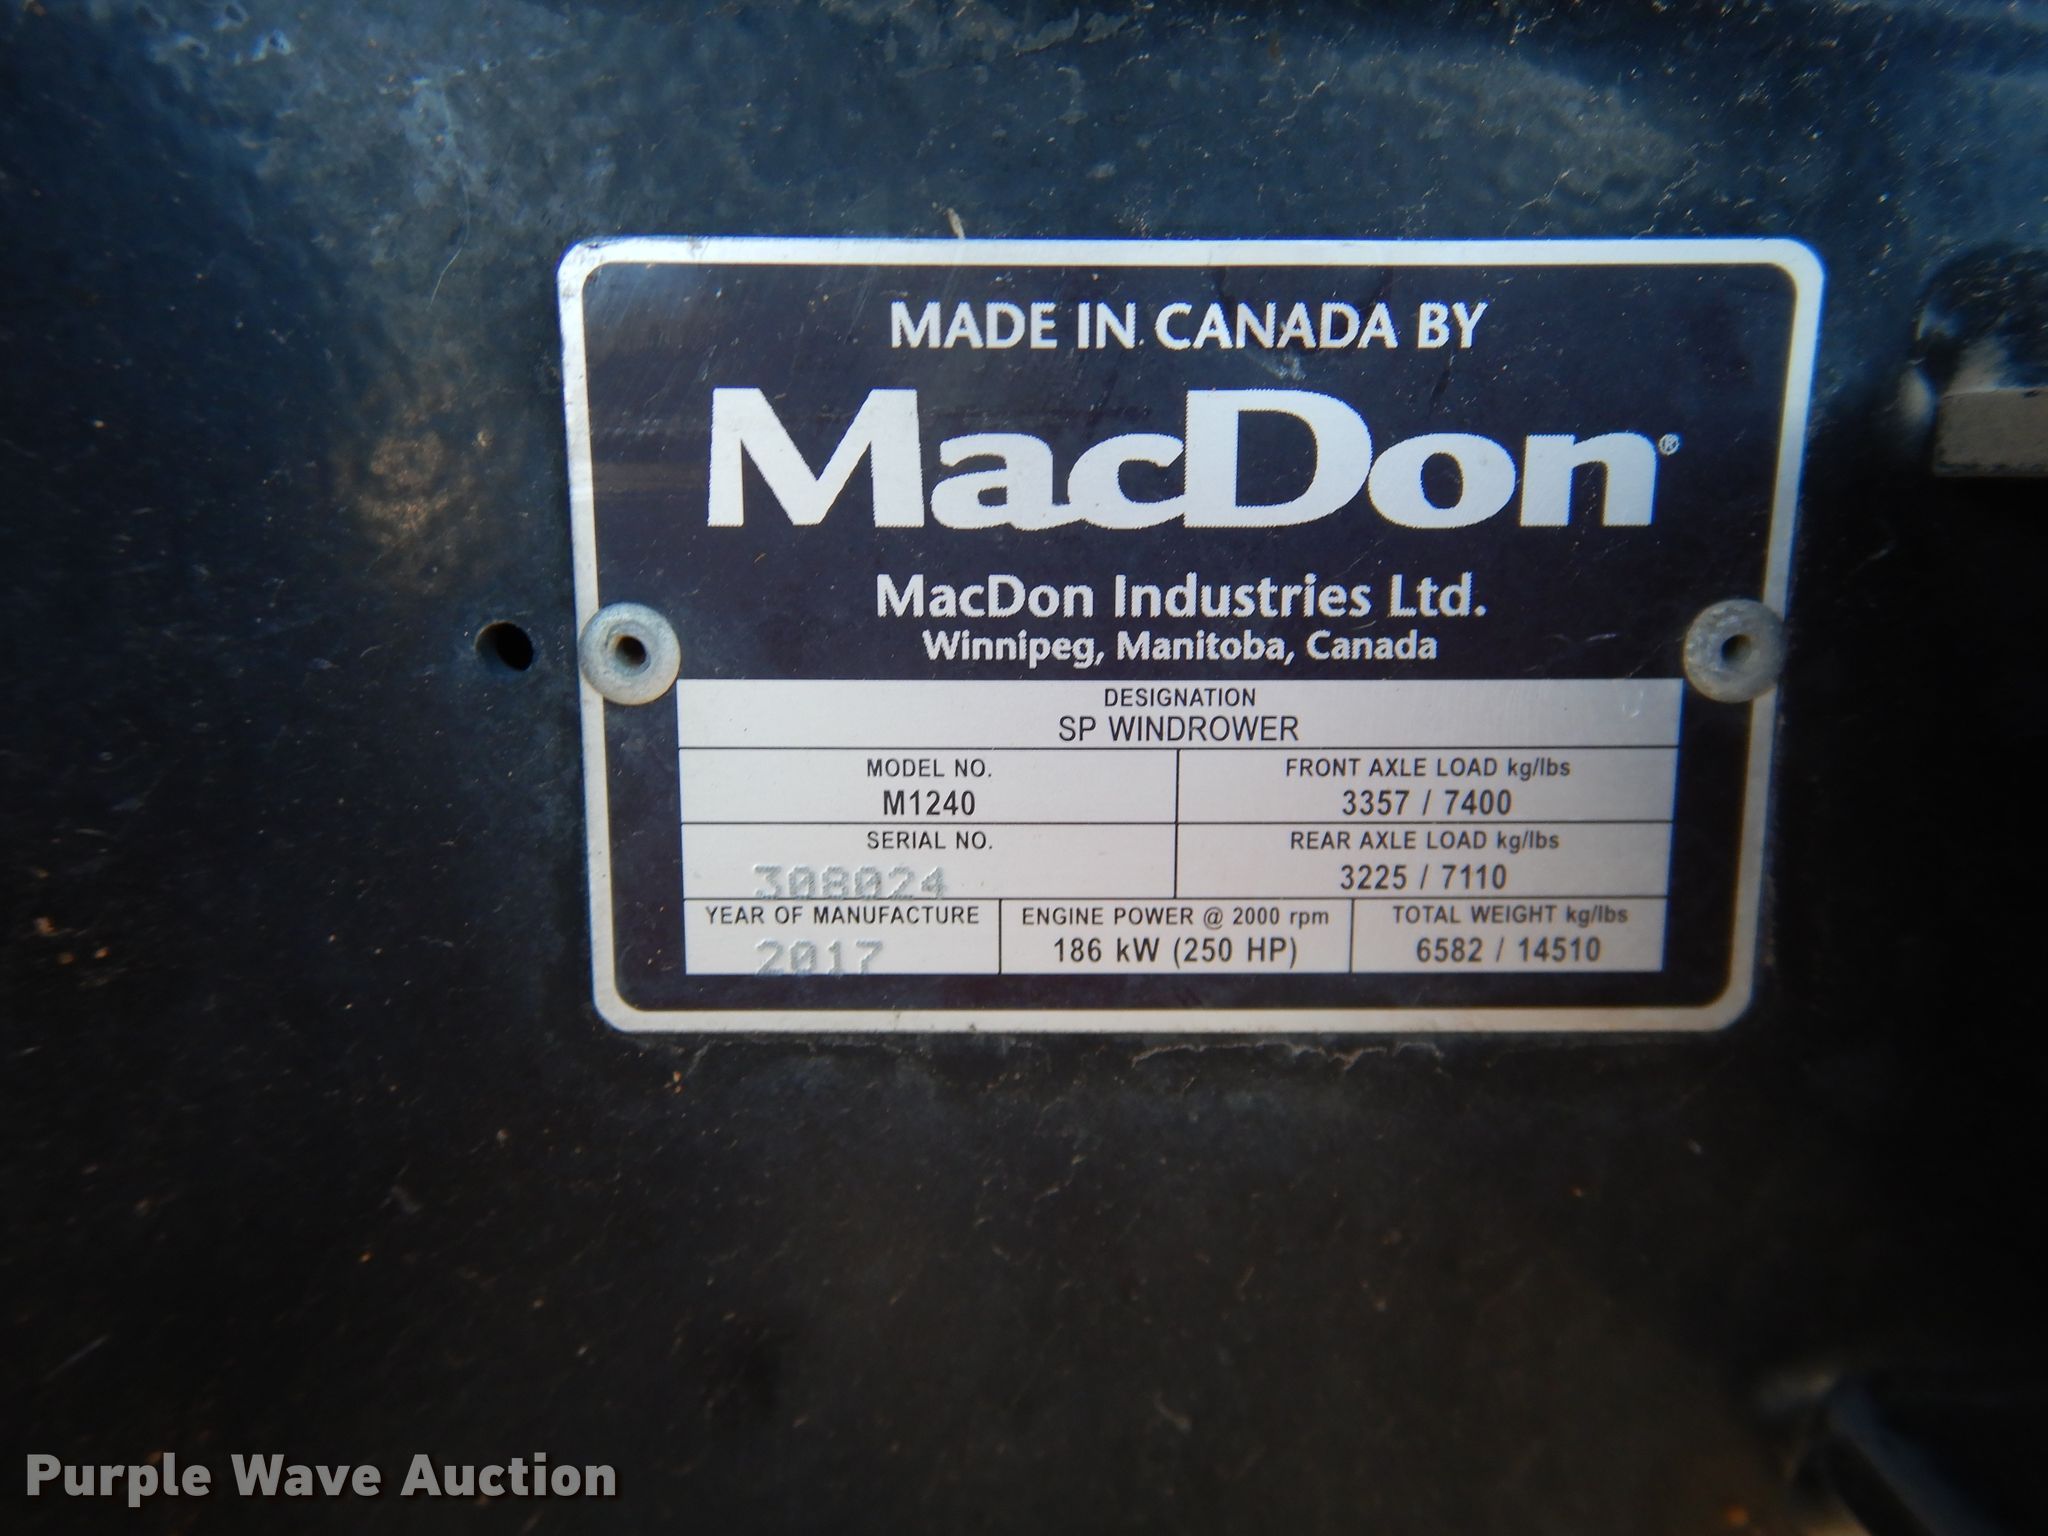 MADE IN CANADA BY
MacDon®
MacDon Industries Ltd.
Winnipeg, Manitoba, Canada
DESIGNATION
SP WINDROWER
MODEL NO.
M1240
FRONT AXLE LOAD kg/lbs
3357 / 7400
SERIAL NO.
308024
REAR AXLE LOAD kg/lbs
3225 / 7110
YEAR OF MANUFACTURE
2017
ENGINE POWER @ 2000 rpm
186 kW (250 HP)
TOTAL WEIGHT kg/lbs
6582 / 14510
Purple Wave Auction